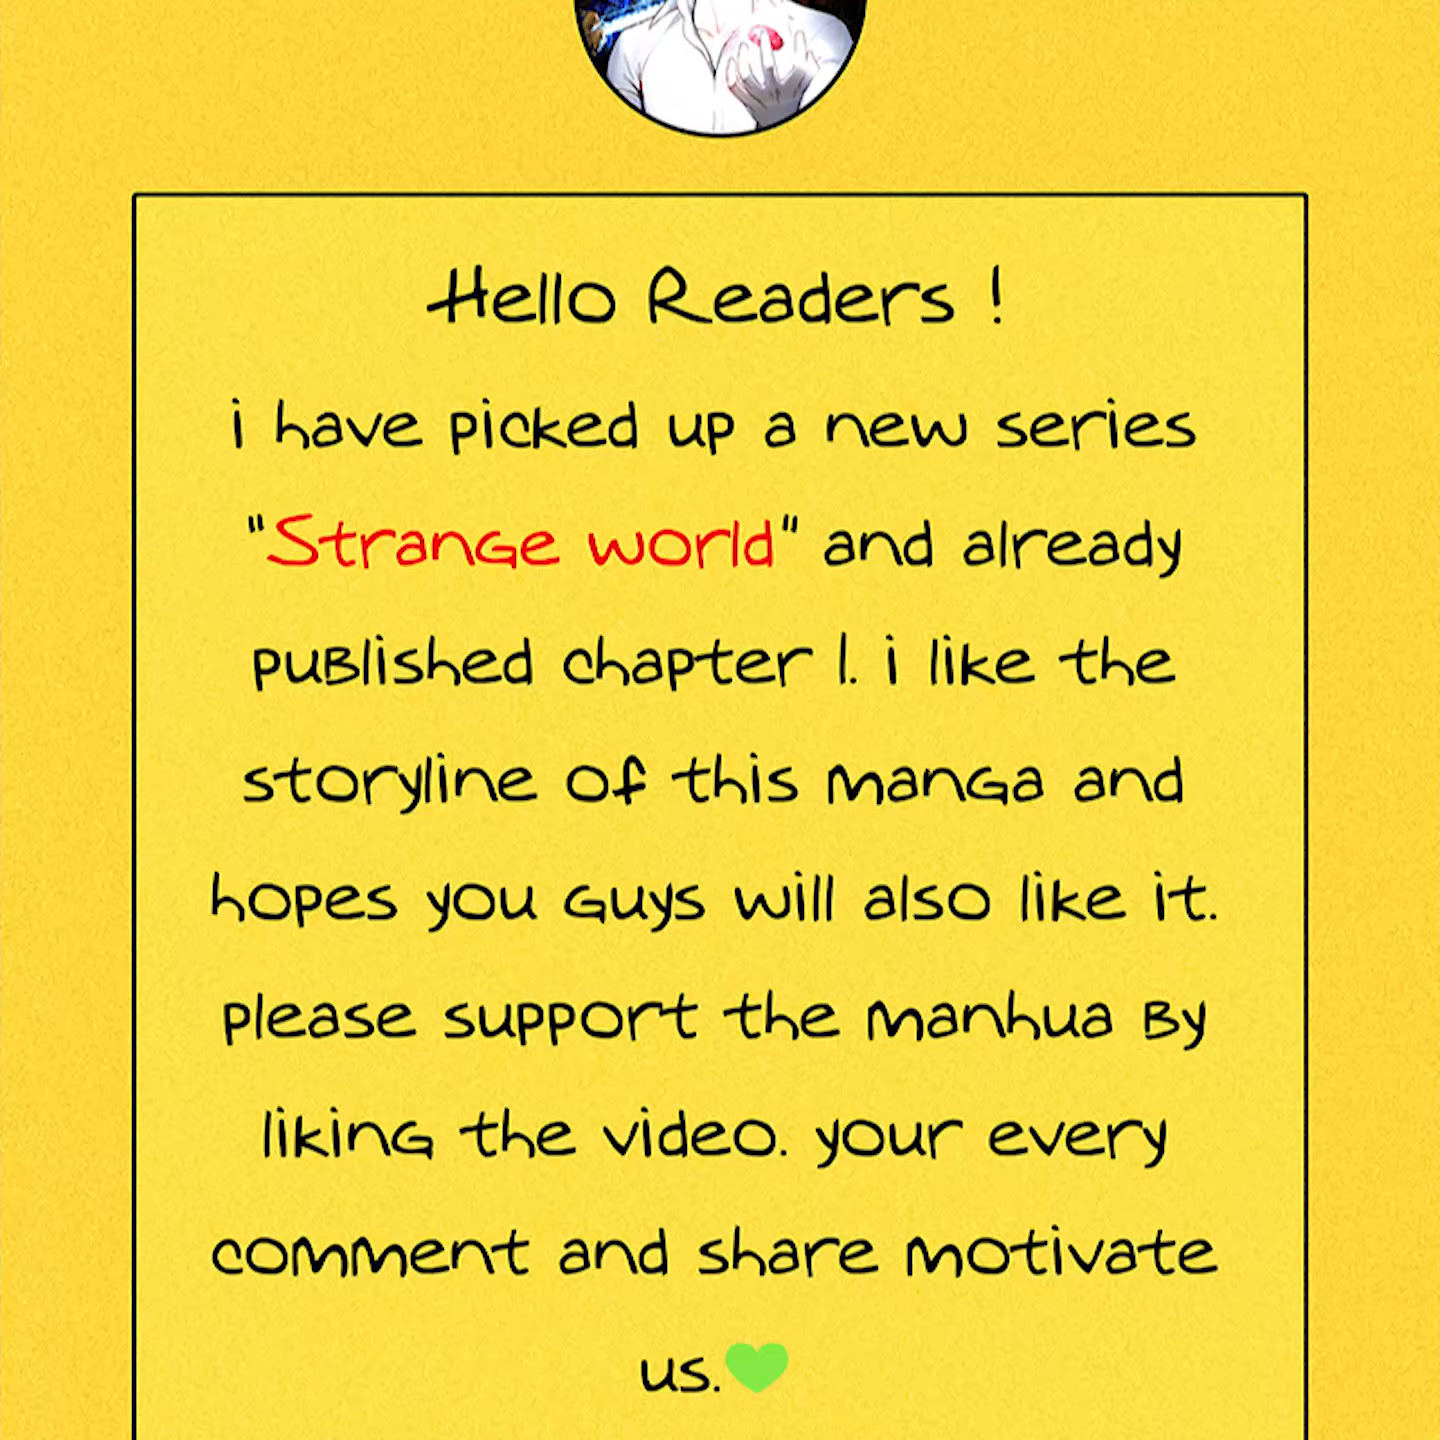 Hello Readers !
i have picked up a new series
"Strange world" and already
published chapter 1. i like the
storyline of this manga and
hopes you guys will also like it.
please support the manhua by
liking the video. your every
comment and share motivate
us.💚